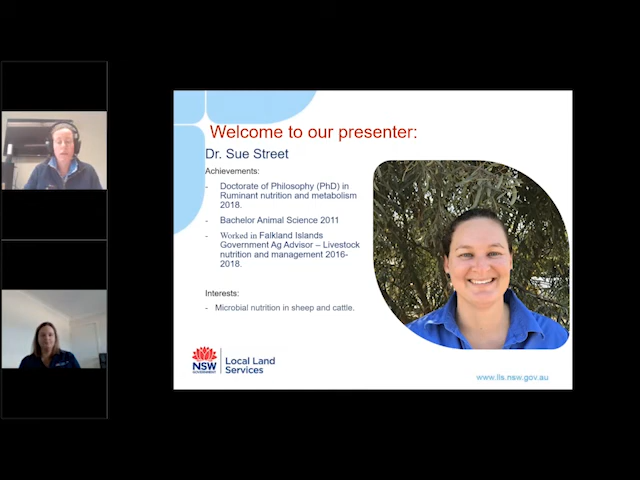 Welcome to our presenter:
Dr. Sue Street
Achievements:
- Doctorate of Philosophy (PhD) in
Ruminant nutrition and metabolism
2018.
- Bachelor Animal Science 2011
- Worked in Falkland Islands
Government Ag Advisor – Livestock
nutrition and management 2016-
2018.
Interests:
- Microbial nutrition in sheep and cattle.
NSW
GOVERNMENT
Local Land
Services
www.lls.nsw.gov.au